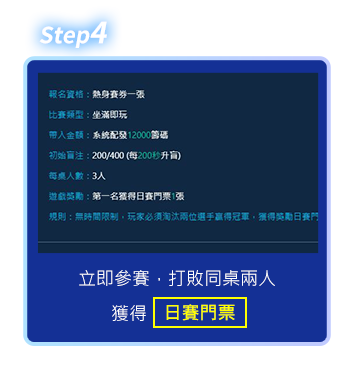 Step4
報名資格：熱身賽券一張
比賽類型：坐滿即玩
帶入金額：系統配發12000籌碼
初始盲注：200/400 (每200秒升盲)
每桌人數：3人
遊戲獎勵：第一名獲得日賽門票1張
規則：無時間限制，玩家必須淘汰兩位選手贏得冠軍，獲得獎勵日賽門
立即參賽，打敗同桌兩人
獲得 日賽門票